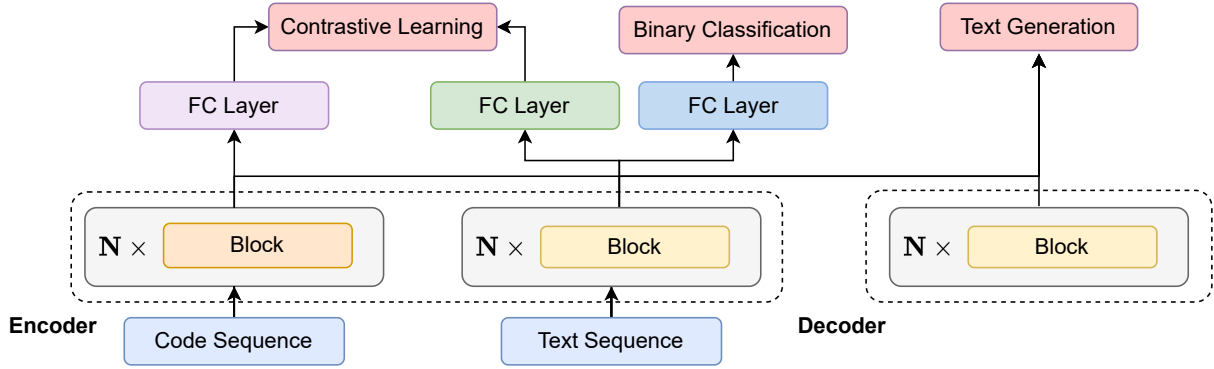 Contrastive Learning
Binary Classification
Text Generation
FC Layer
FC Layer
FC Layer
N × Block
N × Block
N × Block
Encoder
Decoder
Code Sequence
Text Sequence